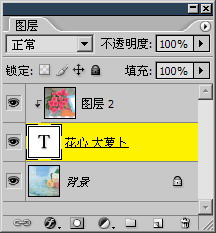 图层
正常 不透明度: 100%
锁定: 填充: 100%
图层 2
T 花心大萝卜
背景